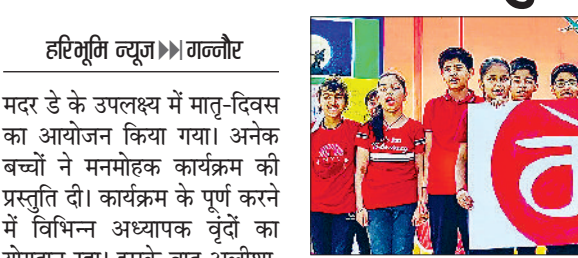 हरिभूमि न्यूज ▶▶| गन्नौर
मदर डे के उपलक्ष्य में मातृ-दिवस
का आयोजन किया गया। अनेक
बच्चों ने मनमोहक कार्यक्रम की
प्रस्तुति दी। कार्यक्रम के पूर्ण करने
में विभिन्न अध्यापक वृंदों का